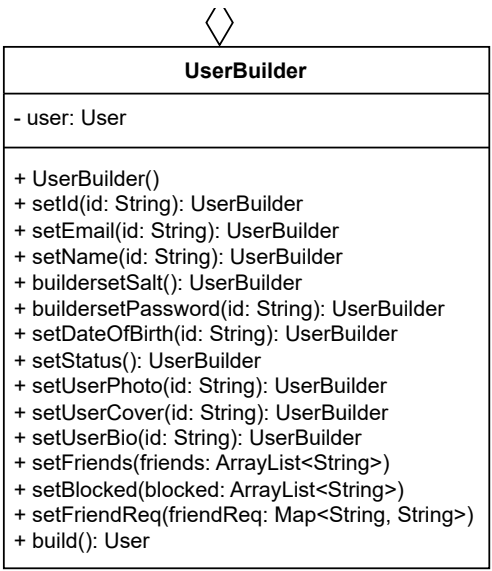 UserBuilder
- user: User
+ UserBuilder()
+ setId(id: String): UserBuilder
+ setEmail(id: String): UserBuilder
+ setName(id: String): UserBuilder
+ buildersetSalt(): UserBuilder
+ buildersetPassword(id: String): UserBuilder
+ setDateOfBirth(id: String): UserBuilder
+ setStatus(): UserBuilder
+ setUserPhoto(id: String): UserBuilder
+ setUserCover(id: String): UserBuilder
+ setUserBio(id: String): UserBuilder
+ setFriends(friends: ArrayList<String>)
+ setBlocked(blocked: ArrayList<String>)
+ setFriendReq(friendReq: Map<String, String>)
+ build(): User